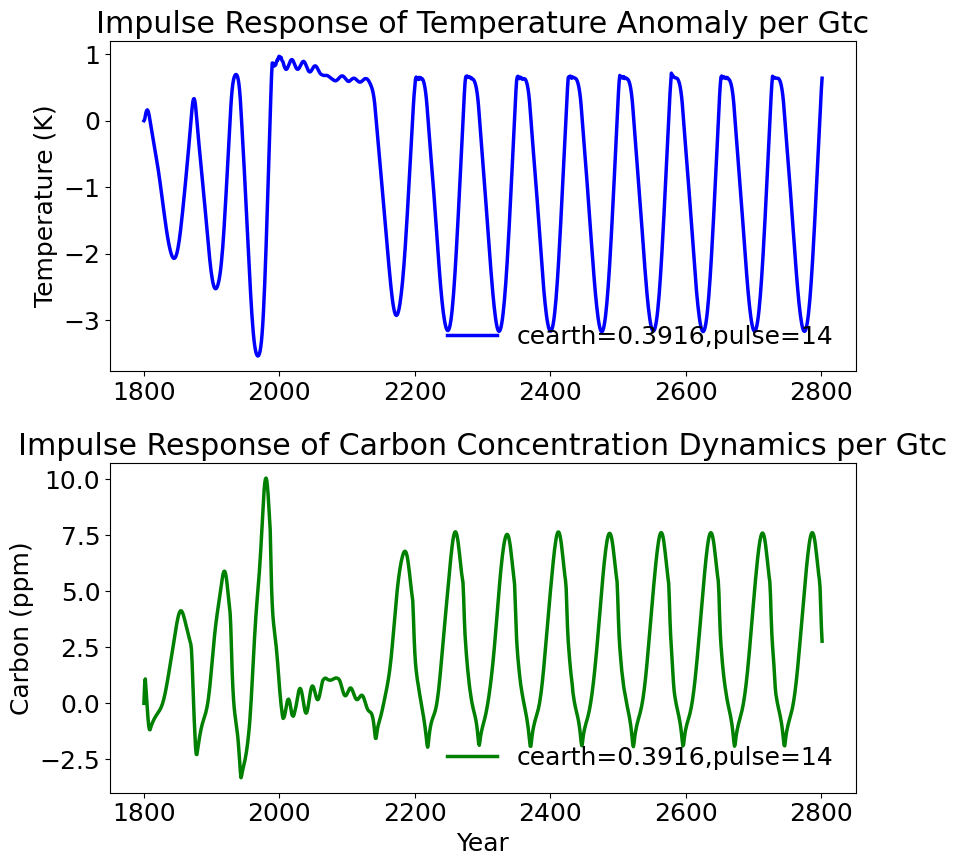 Impulse Response of Temperature Anomaly per Gtc
1
0
−1
−2
−3
Temperature (K)
cearth=0.3916,pulse=14
1800 2000 2200 2400 2600 2800
Impulse Response of Carbon Concentration Dynamics per Gtc
10.0
7.5
5.0
2.5
0.0
−2.5
Carbon (ppm)
cearth=0.3916,pulse=14
1800 2000 2200 2400 2600 2800
Year